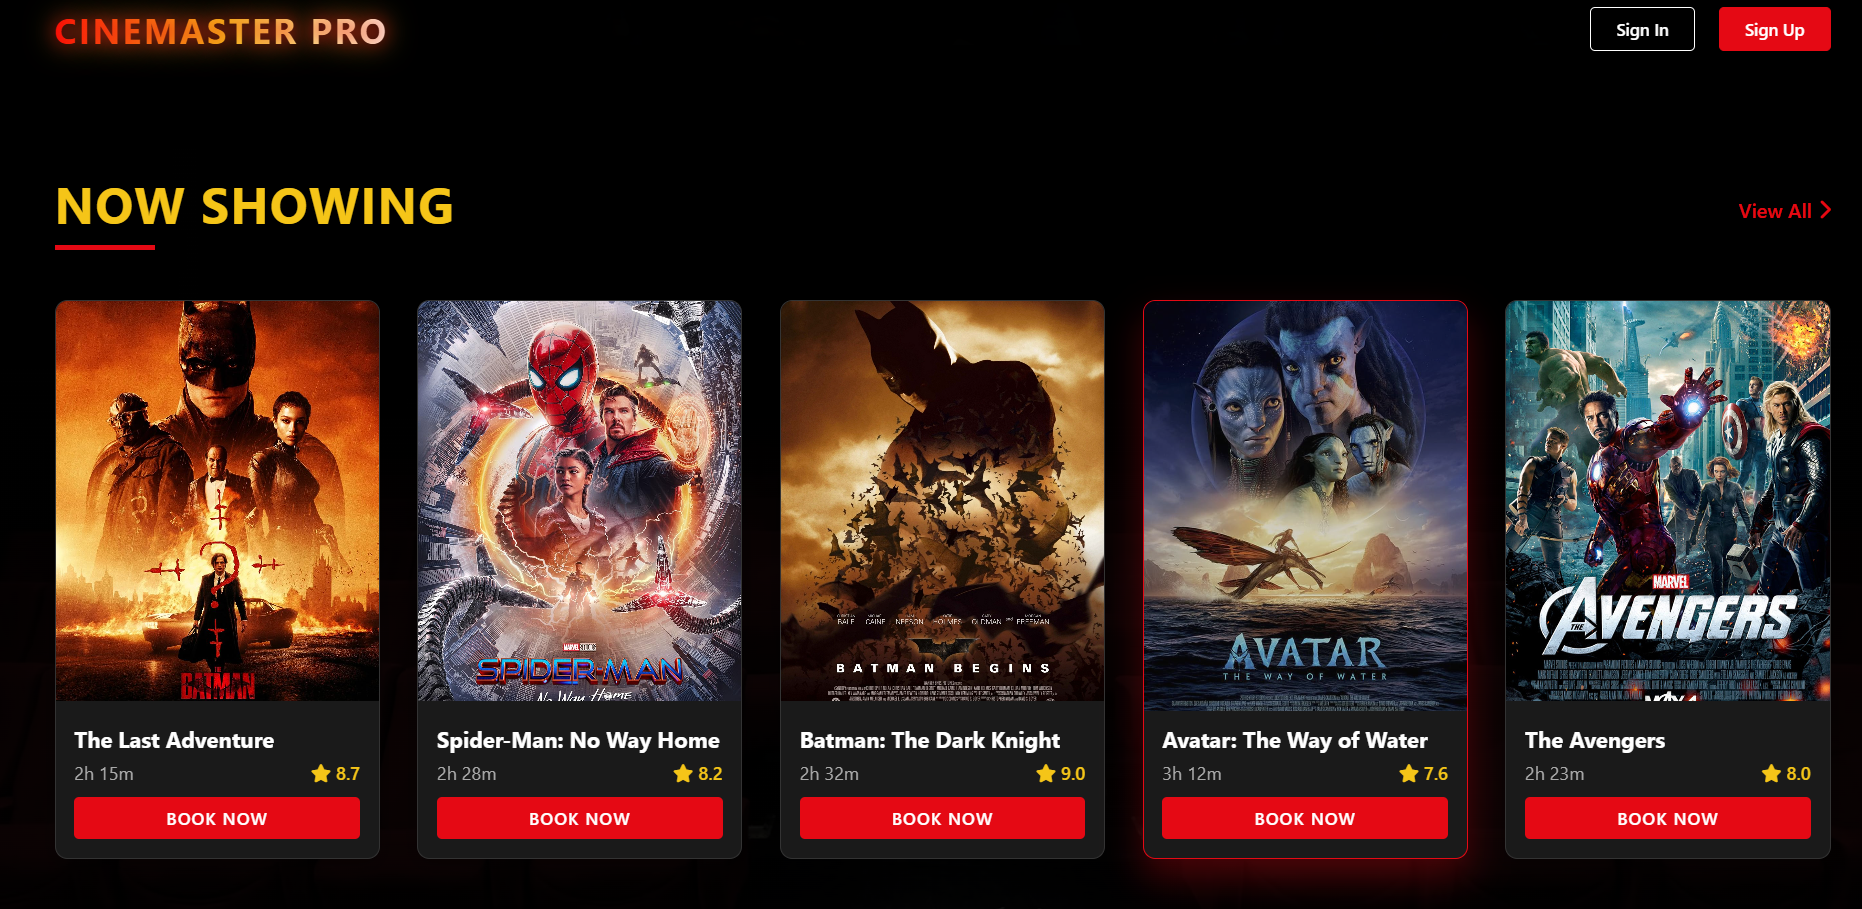 CINEMASTER PRO
Sign In
Sign Up
NOW SHOWING
View All
BATMAN
The Last Adventure
2h 15m
8.7
BOOK NOW
MARVEL STUDIOS
SPIDER-MAN
No Way Home
Spider-Man: No Way Home
2h 28m
8.2
BOOK NOW
BALE CAINE NEESON HOLMES OLDMAN and FREEMAN
BATMAN BEGINS
Batman: The Dark Knight
2h 32m
9.0
BOOK NOW
AVATAR
THE WAY OF WATER
Avatar: The Way of Water
3h 12m
7.6
BOOK NOW
MARVEL
THE AVENGERS
The Avengers
2h 23m
8.0
BOOK NOW